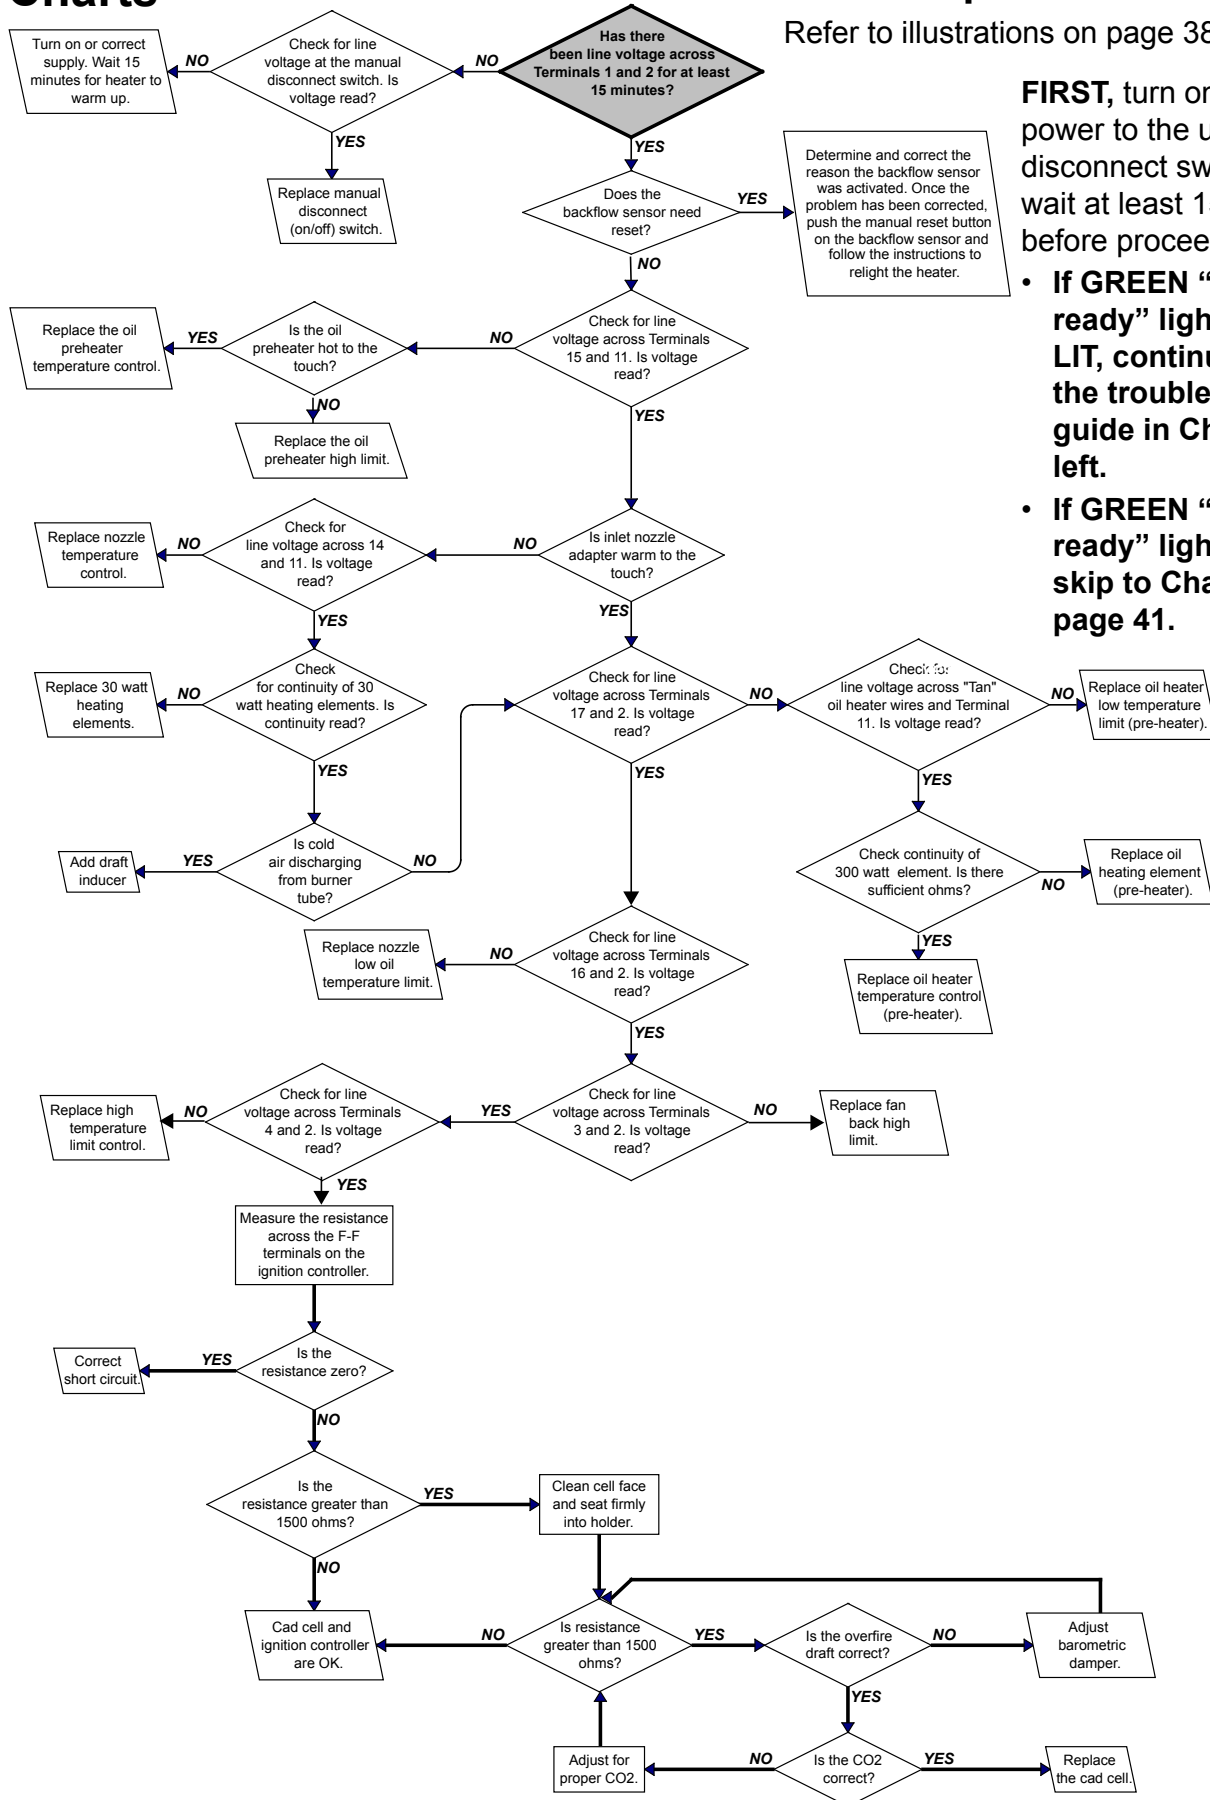 Charts
Refer to illustrations on page 38
FIRST, turn on
power to the u
disconnect sw
wait at least 1
before procee
• If GREEN “
ready” ligh
LIT, continu
the trouble
guide in Ch
left.
• If GREEN “
ready” ligh
skip to Cha
page 41.
Has there
been line voltage across
Terminals 1 and 2 for at least
15 minutes?
NO
Check for line
voltage at the manual
disconnect switch. Is
voltage read?
NO
Turn on or correct
supply. Wait 15
minutes for heater to
warm up.
YES
Replace manual
disconnect
(on/off) switch.
YES
Does the
backflow sensor need
reset?
YES
Determine and correct the
reason the backflow sensor
was activated. Once the
problem has been corrected,
push the manual reset button
on the backflow sensor and
follow the instructions to
relight the heater.
NO
Check for line
voltage across Terminals
15 and 11. Is voltage
read?
NO
Is the oil
preheater hot to the
touch?
YES
Replace the oil
preheater
temperature control.
NO
Replace the oil
preheater high limit.
YES
Is inlet nozzle
adapter warm to the
touch?
NO
Check for
line voltage across 14
and 11. Is voltage
read?
NO
Replace nozzle
temperature
control.
YES
Check
for continuity of 30
watt heating elements. Is
continuity read?
NO
Replace 30 watt
heating
elements.
YES
Is cold
air discharging
from burner
tube?
YES
Add draft
inducer
NO
YES
Check for line
voltage across Terminals
17 and 2. Is voltage
read?
NO
Check for
line voltage across "Tan"
oil heater wires and Terminal
11. Is voltage read?
NO
Replace oil heater
low temperature
limit (pre-heater).
YES
Check continuity of
300 watt element. Is there
sufficient ohms?
NO
Replace oil
heating element
(pre-heater).
YES
Replace oil heater
temperature control
(pre-heater).
YES
Check for line
voltage across Terminals
16 and 2. Is voltage
read?
NO
Replace nozzle
low oil
temperature limit.
YES
Check for line
voltage across Terminals
3 and 2. Is voltage
read?
NO
Replace fan
back high
limit.
YES
Check for line
voltage across Terminals
4 and 2. Is voltage
read?
NO
Replace high
temperature
limit control.
YES
Measure the resistance
across the F-F
terminals on the
ignition controller.
Is the
resistance zero?
YES
Correct
short circuit.
NO
Is the
resistance greater than
1500 ohms?
YES
Clean cell face
and seat firmly
into holder.
NO
Cad cell and
ignition controller
are OK.
NO
Is resistance
greater than 1500
ohms?
YES
Is the overfire
draft correct?
NO
Adjust
barometric
damper.
YES
Is the CO2
correct?
NO
Adjust for
proper CO2.
YES
Replace
the cad cell.